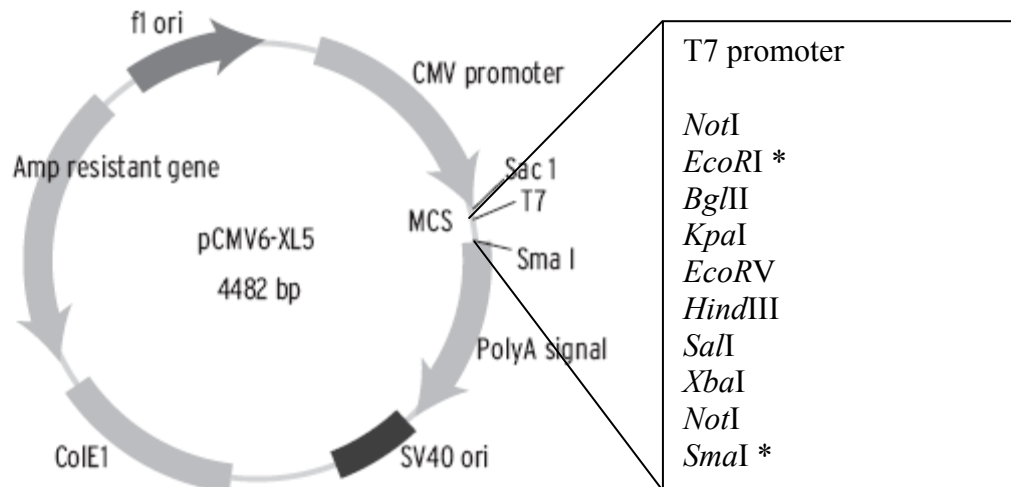 f1 ori
CMV promoter
Amp resistant gene
Sac 1
T7
MCS
pCMV6-XL5
4482 bp
Sma I
PolyA signal
ColE1
SV40 ori
T7 promoter
NotI
EcoRI *
BglII
KpaI
EcoRV
HindIII
SalI
XbaI
NotI
SmaI *